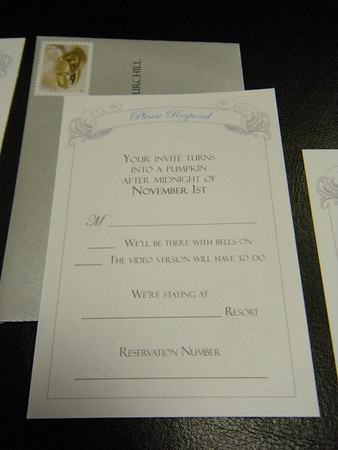 URCHILL
Please Respond
Your invite turns
into a pumpkin
after midnight of
November 1st
M
We'll be there with bells on
The video version will have to do
We're staying at
Resort
Reservation Number